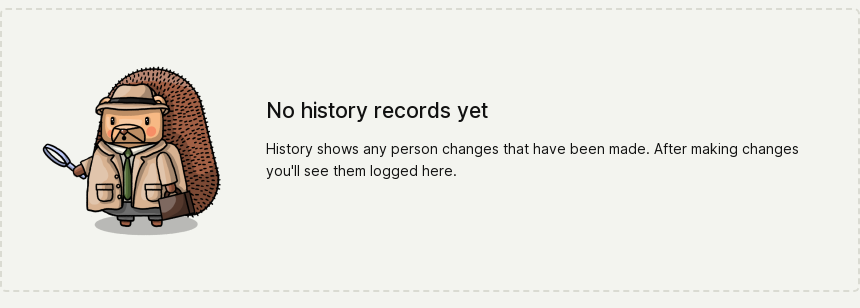 No history records yet
History shows any person changes that have been made. After making changes
you'll see them logged here.